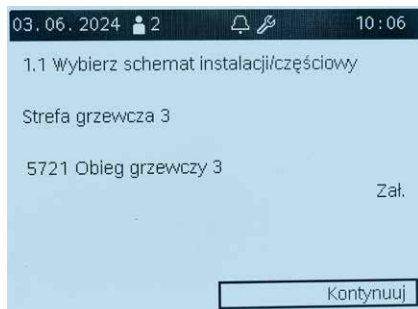 03.06.2024 2 10:06
1.1 Wybierz schemat instalacji/częściowy
Strefa grzewcza 3
5721 Obieg grzewczy 3
Zał.
Kontynuuj